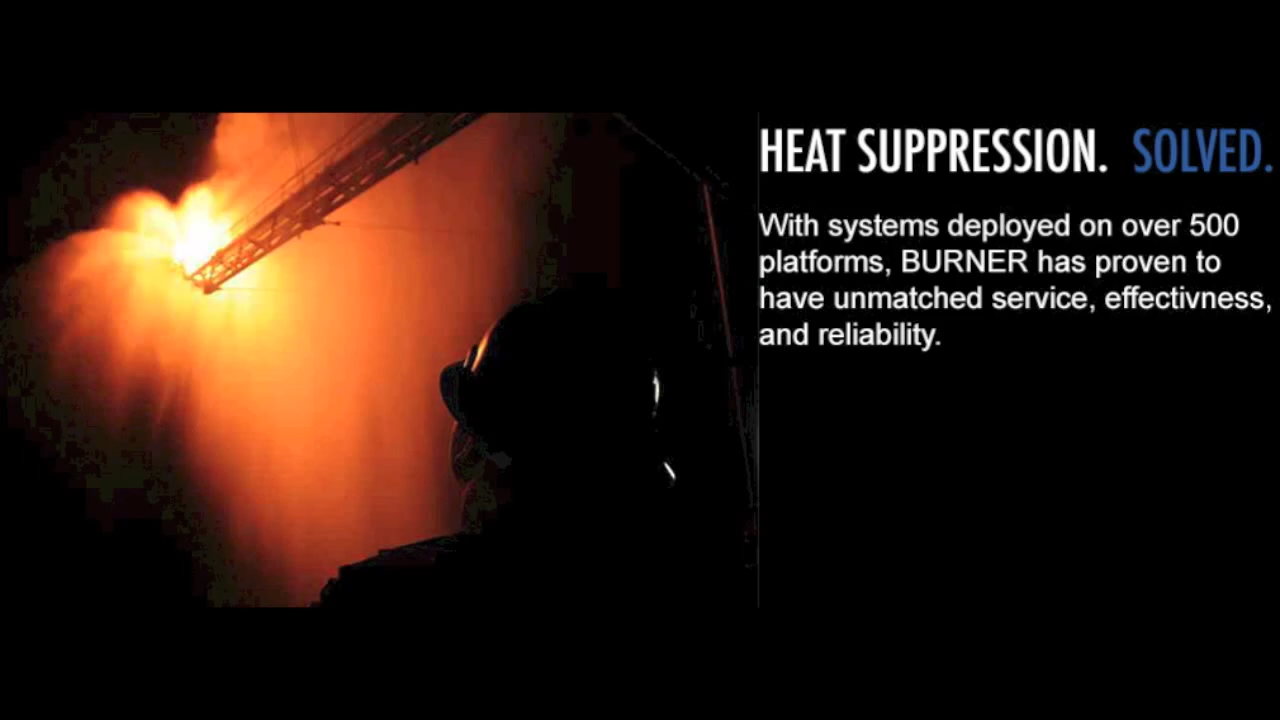 HEAT SUPPRESSION. SOLVED.
With systems deployed on over 500
platforms, BURNER has proven to
have unmatched service, effectivness,
and reliability.